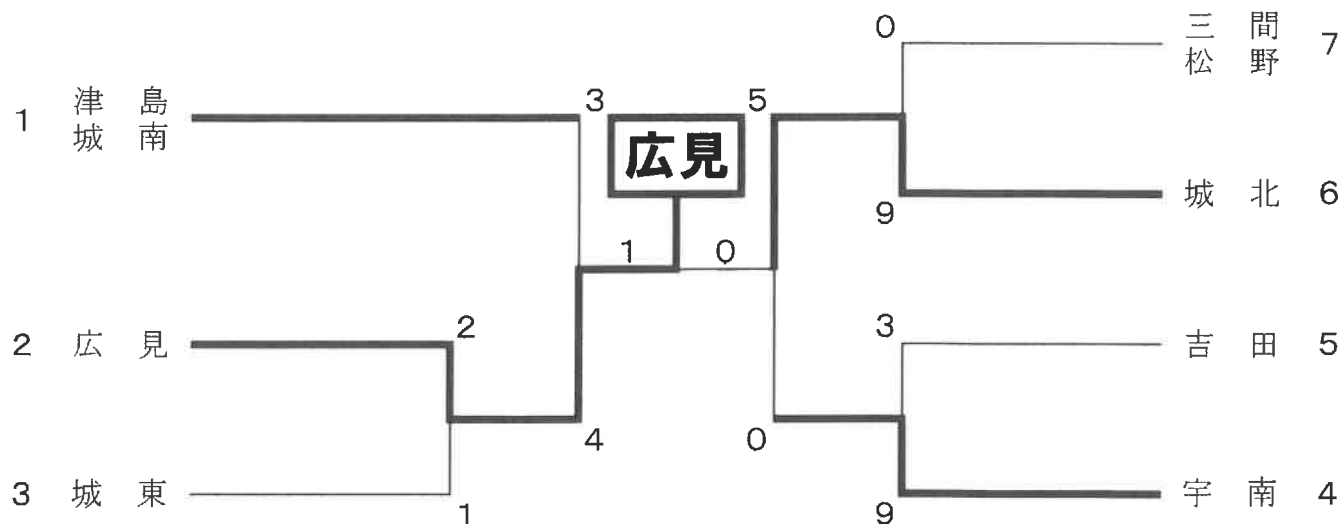 0 三間 7
松野
1 津島 3 5
城南
広見
9 城北 6
1 0
2 広見 2 3 吉田 5
4 0
3 城東 1 9 宇南 4